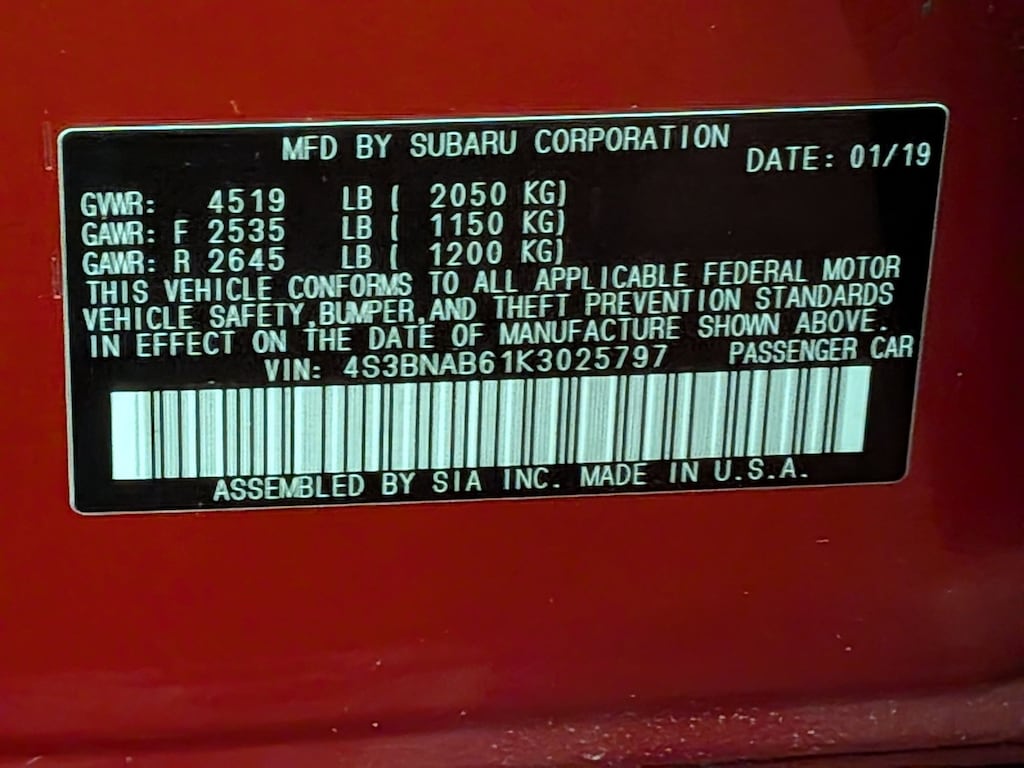 MFD BY SUBARU CORPORATION DATE: 01/19
GVWR: 4519 LB ( 2050 KG)
GAWR: F 2535 LB ( 1150 KG)
GAWR: R 2645 LB ( 1200 KG)
THIS VEHICLE CONFORMS TO ALL APPLICABLE FEDERAL MOTOR
VEHICLE SAFETY,BUMPER,AND THEFT PREVENTION STANDARDS
IN EFFECT ON THE DATE OF MANUFACTURE SHOWN ABOVE.
VIN: 4S3BNAB61K3025797 PASSENGER CAR
ASSEMBLED BY SIA INC. MADE IN U.S.A.